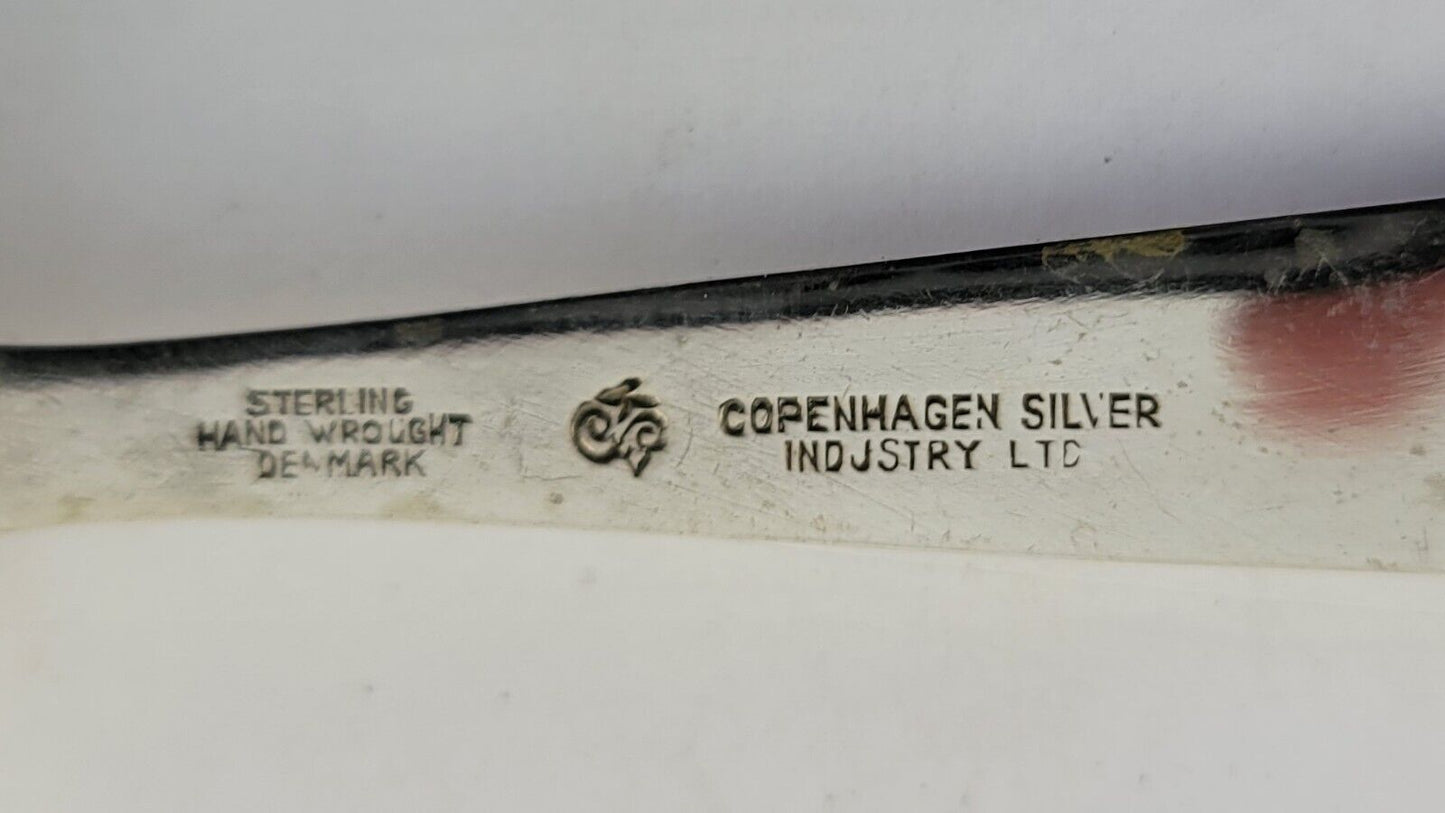 STERLING
HAND WROUGHT
DENMARK
COPENHAGEN SILVER
INDUSTRY LTD